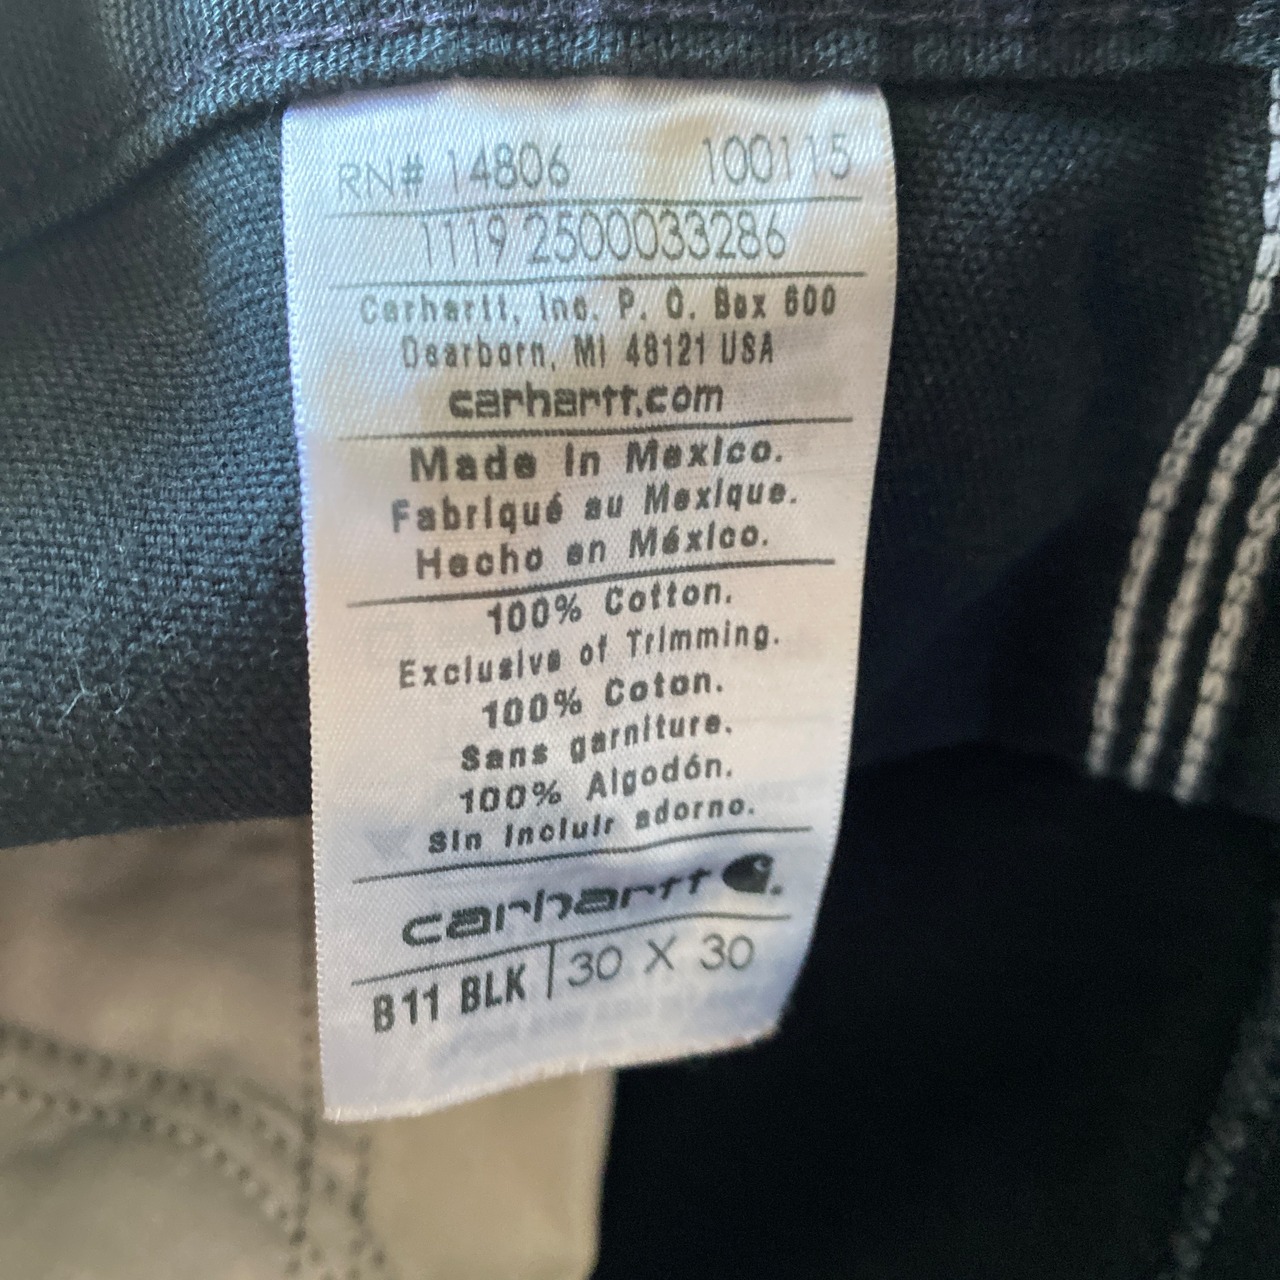 RN# 14806 100115
1119 2500033286
Carhartt, Inc. P. O. Box 600
Dearborn, MI 48121 USA
carhartt.com
Made in Mexico.
Fabriqué au Mexique.
Hecho en México.
100% Cotton.
Exclusive of Trimming.
100% Coton.
Sans garniture.
100% Algodón.
Sin incluir adorno.
carhartt
B11 BLK 30 X 30